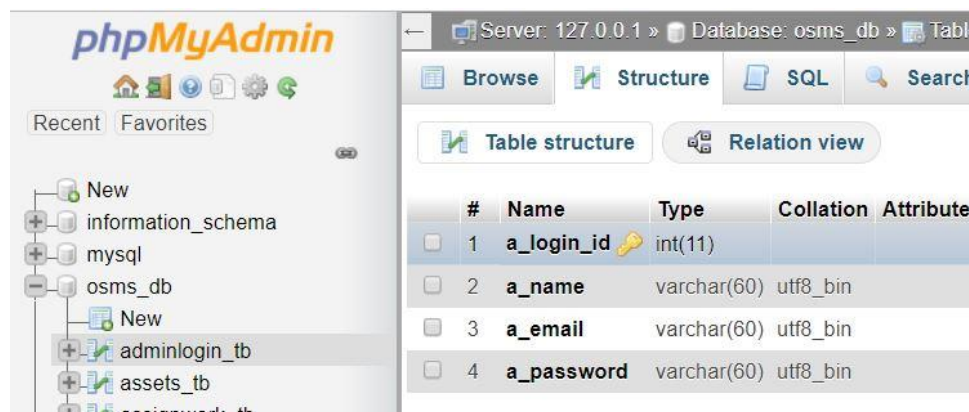 phpMyAdmin
Recent Favorites
New
information_schema
mysql
osms_db
New
adminlogin_tb
assets_tb
Server: 127.0.0.1 » Database: osms_db » Tabl
Browse Structure SQL Search
Table structure Relation view
# Name Type Collation Attribute
1 a_login_id int(11)
2 a_name varchar(60) utf8_bin
3 a_email varchar(60) utf8_bin
4 a_password varchar(60) utf8_bin